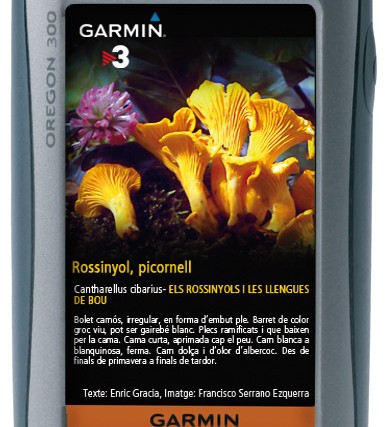 GARMIN
OREGON 300
3
Rossinyol, picornell
Cantharellus cibarius- ELS ROSSINYOLS I LES LLENGUES
DE BOU
Bolet carnós, irregular, en forma d'embut ple. Barret de color
groc viu, pot ser gairebé blanc. Plecs ramificats i que baixen
per la cama. Cama curta, aprimada cap el peu. Carn blanca a
blanquinosa, ferma. Carn dolça i d'olor d'albercoc. Des de
finals de primavera a finals de tardor.
Texte: Enric Gracia, Imatge: Francisco Serrano Ezquerra
GARMIN